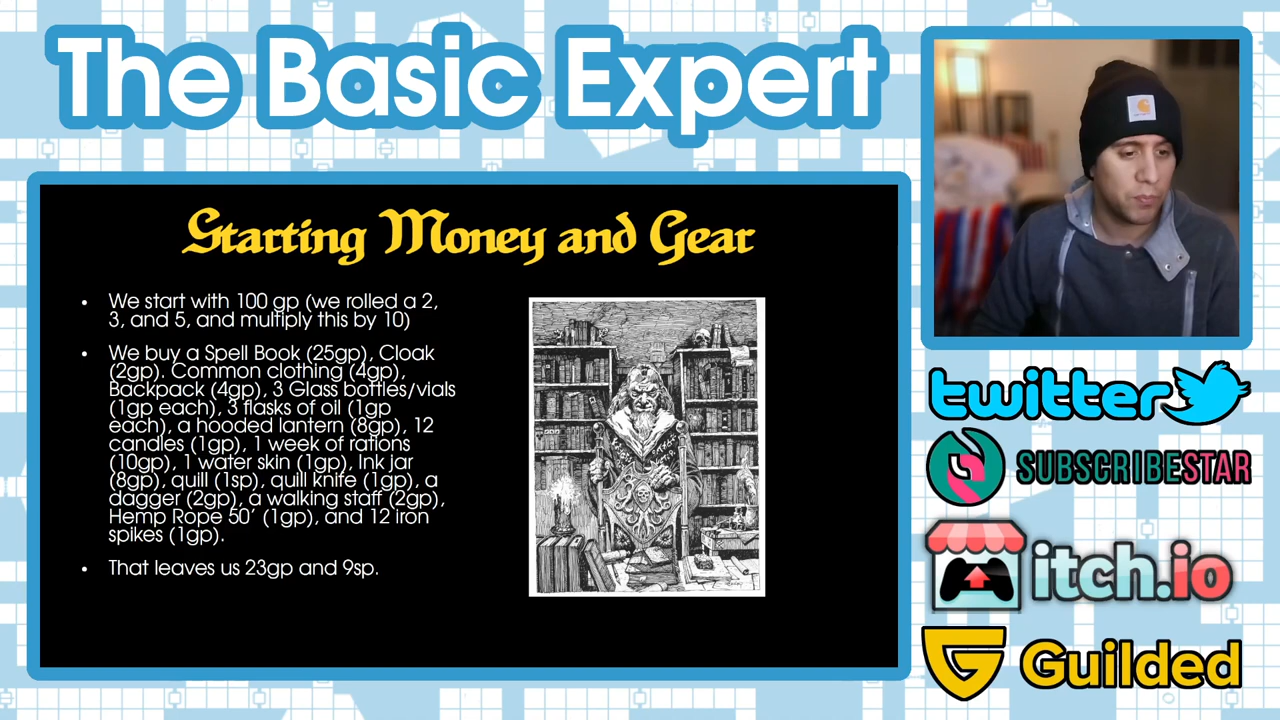 The Basic Expert
Starting Money and Gear
• We start with 100 gp (we rolled a 2,
3, and 5, and multiply this by 10)
• We buy a Spell Book (25gp), Cloak
(2gp). Common clothing (4gp),
Backpack (4gp), 3 Glass bottles/vials
(1gp each), 3 flasks of oil (1gp
each), a hooded lantern (8gp), 12
candles (1gp), 1 week of rations
(10gp), 1 water skin (1gp), Ink jar
(8gp), quill (1sp), quill knife (1gp), a
dagger (2gp), a walking staff (2gp),
Hemp Rope 50' (1gp), and 12 iron
spikes (1gp).
• That leaves us 23gp and 9sp.
twitter
SUBSCRIBESTAR
itch.io
Guilded